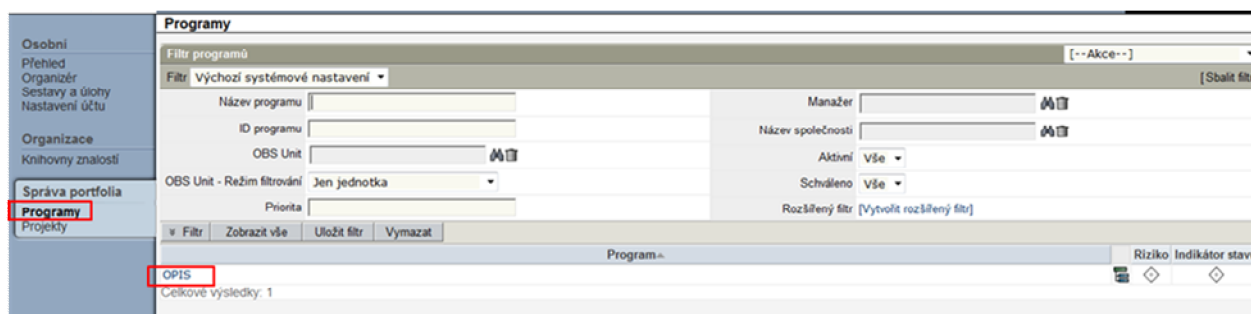 Programy
Osobní
Přehled
Organizér
Sestavy a úlohy
Nastavení účtu
Organizace
Knihovny znalostí
Správa portfolia
Programy
Projekty
Filtr programů
[--Akce--]
Filtr Výchozí systémové nastavení
[Sbalit filt
Název programu
Manažer
ID programu
Název společnosti
OBS Unit
Aktivní Vše
OBS Unit - Režim filtrování Jen jednotka
Schváleno Vše
Priorita
Rozšířený filtr [Vytvořit rozšířený filtr]
Filtr Zobrazit vše Uložit filtr Vymazat
Program Riziko Indikátor stavu
OPIS
Celkové výsledky: 1